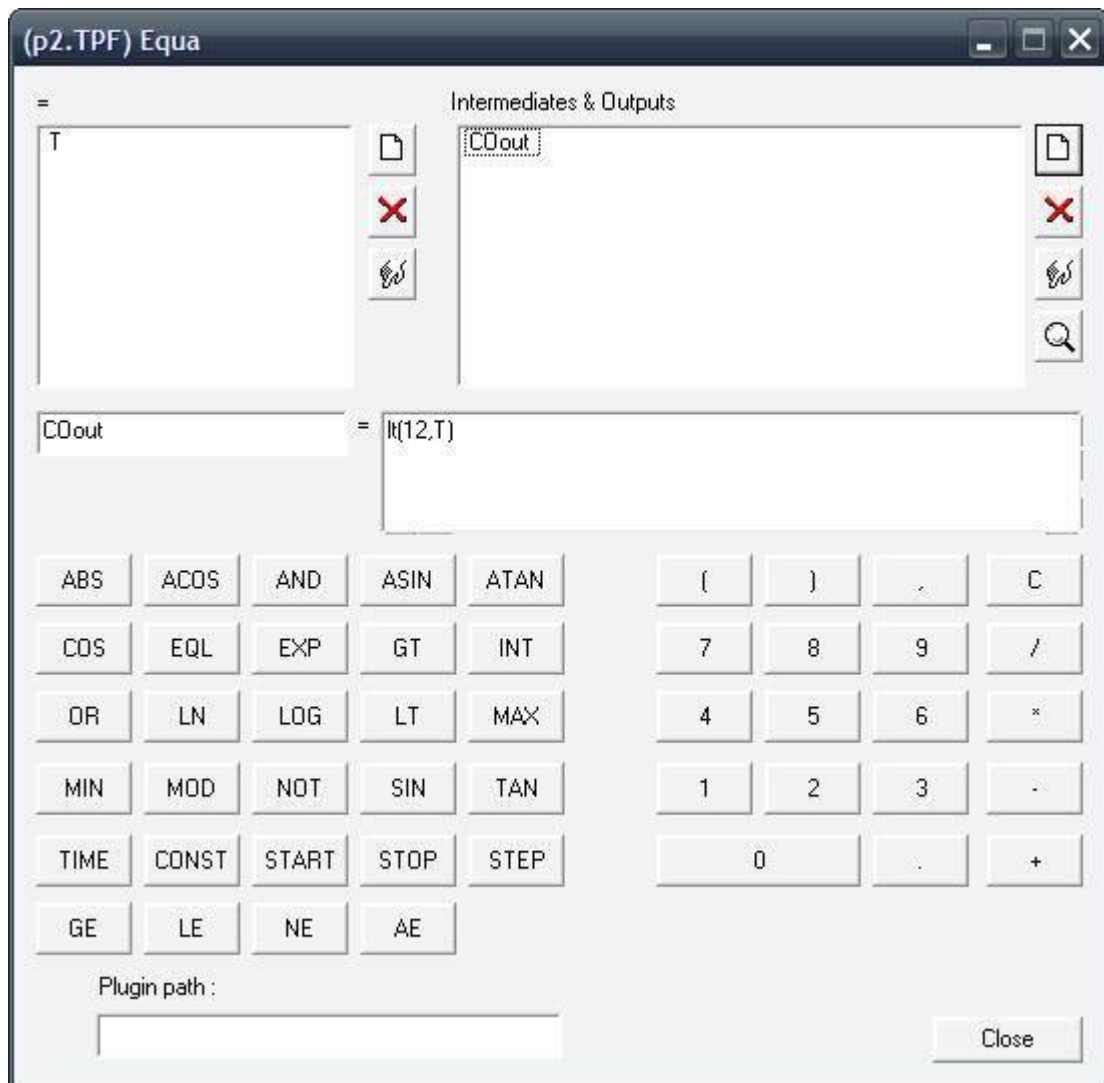 (p2.TPF) Equa
= Intermediates & Outputs
T COout
COout = lt(12,T)
ABS ACOS AND ASIN ATAN ( ) , C
COS EQL EXP GT INT 7 8 9 /
OR LN LOG LT MAX 4 5 6 *
MIN MOD NOT SIN TAN 1 2 3 -
TIME CONST START STOP STEP 0 . +
GE LE NE AE
Plugin path :
Close